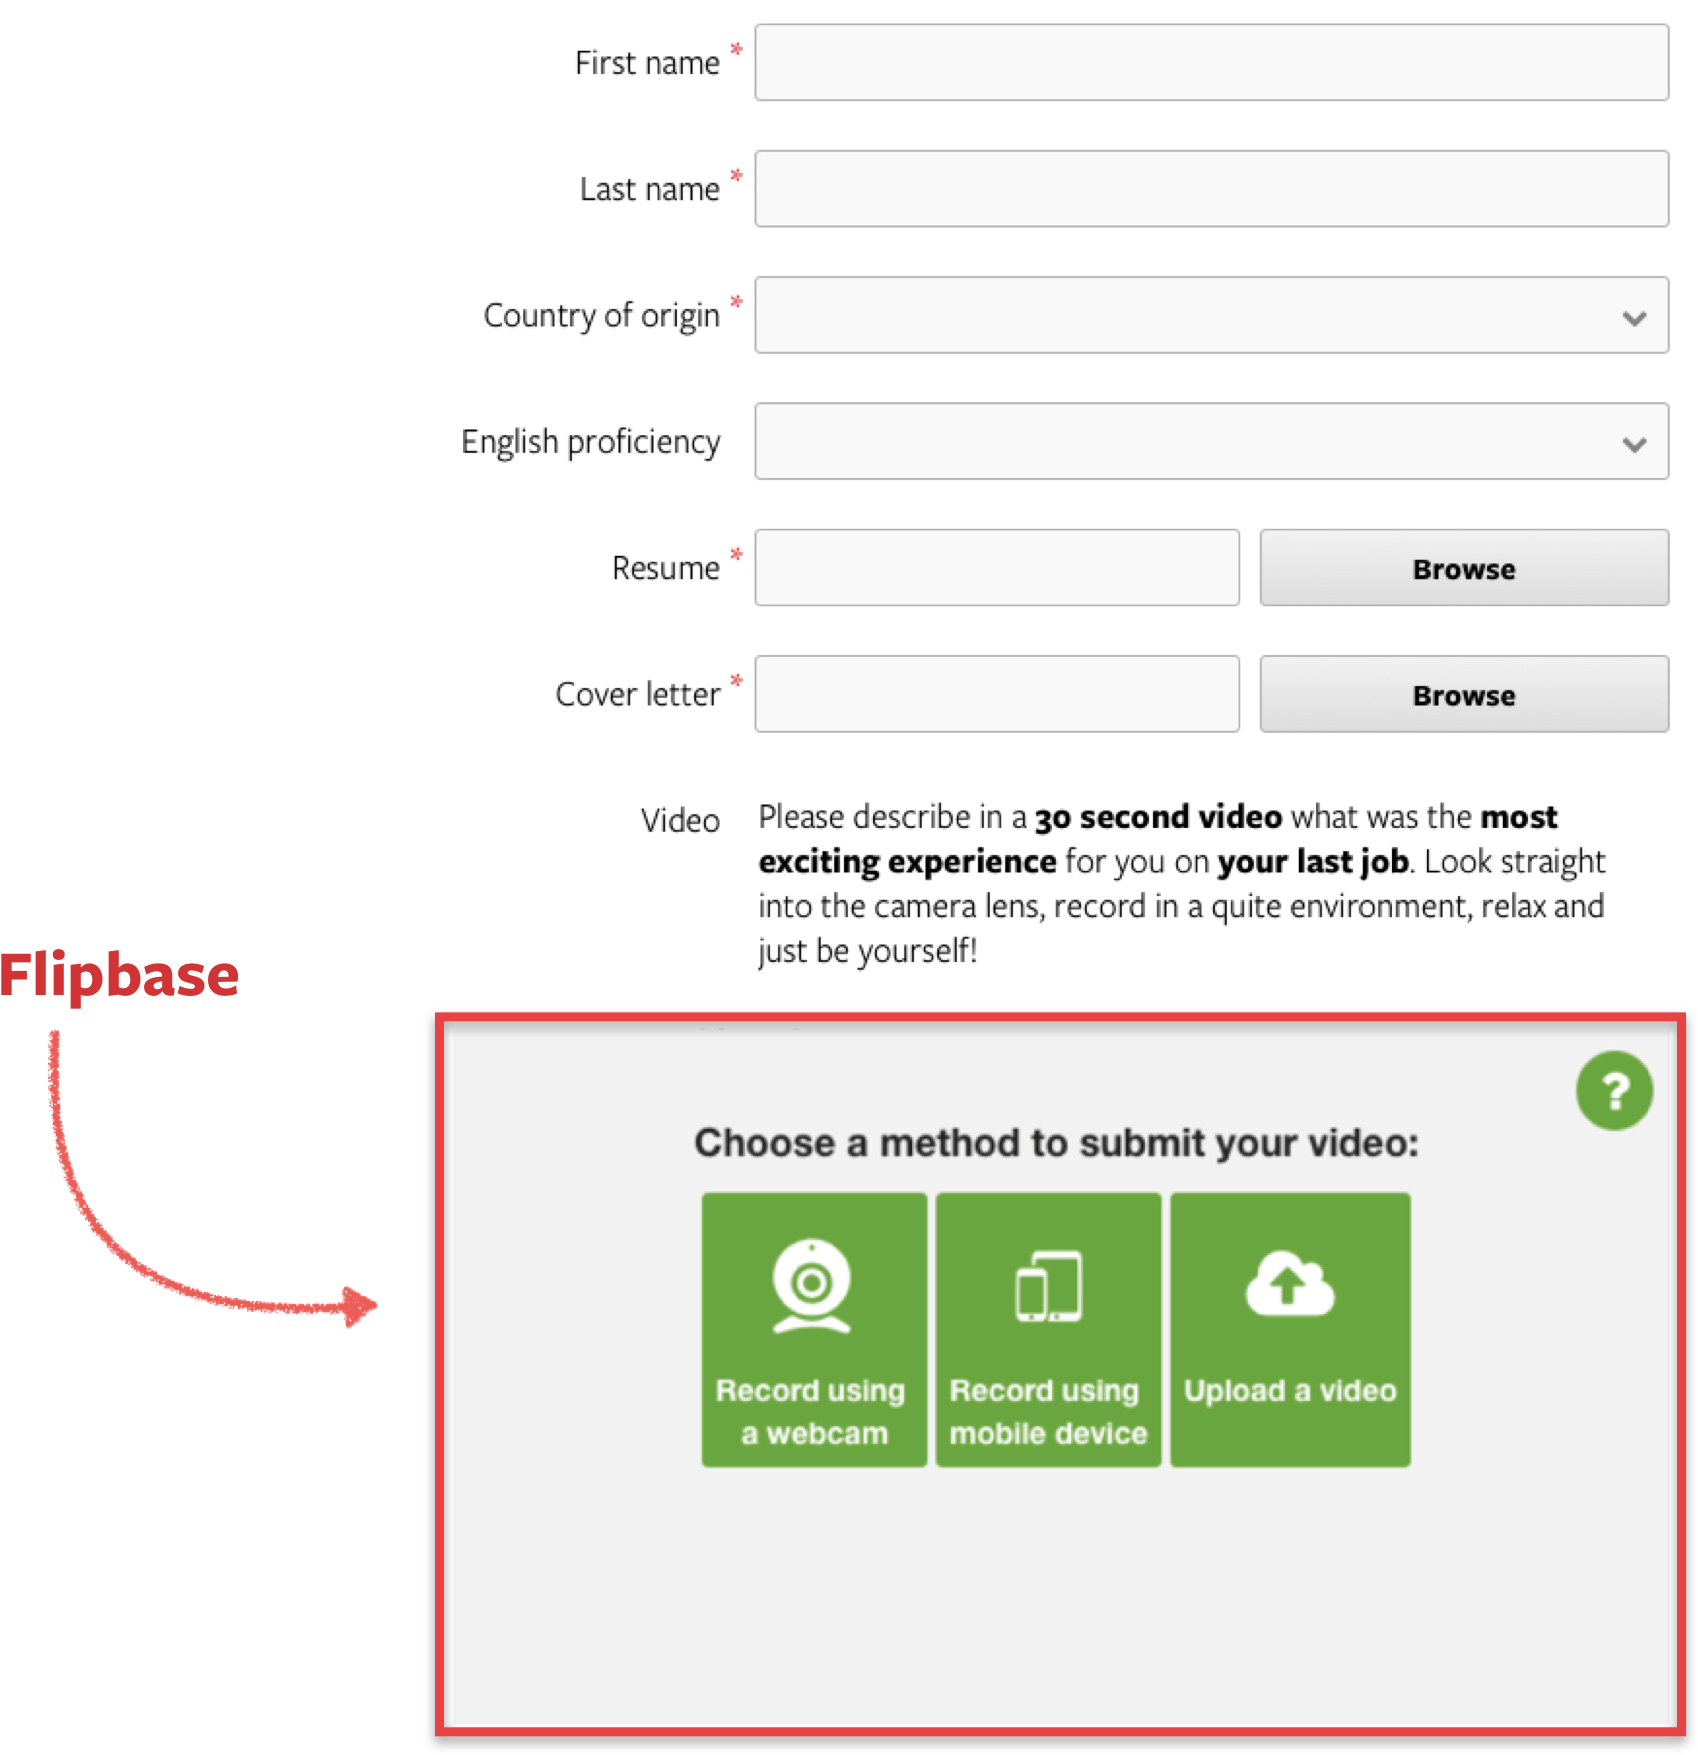 First name *
Last name *
Country of origin *
English proficiency
Resume * Browse
Cover letter * Browse
Video Please describe in a 30 second video what was the most
exciting experience for you on your last job. Look straight
into the camera lens, record in a quite environment, relax and
just be yourself!
Flipbase
?
Choose a method to submit your video:
Record using
a webcam
Record using
mobile device
Upload a video